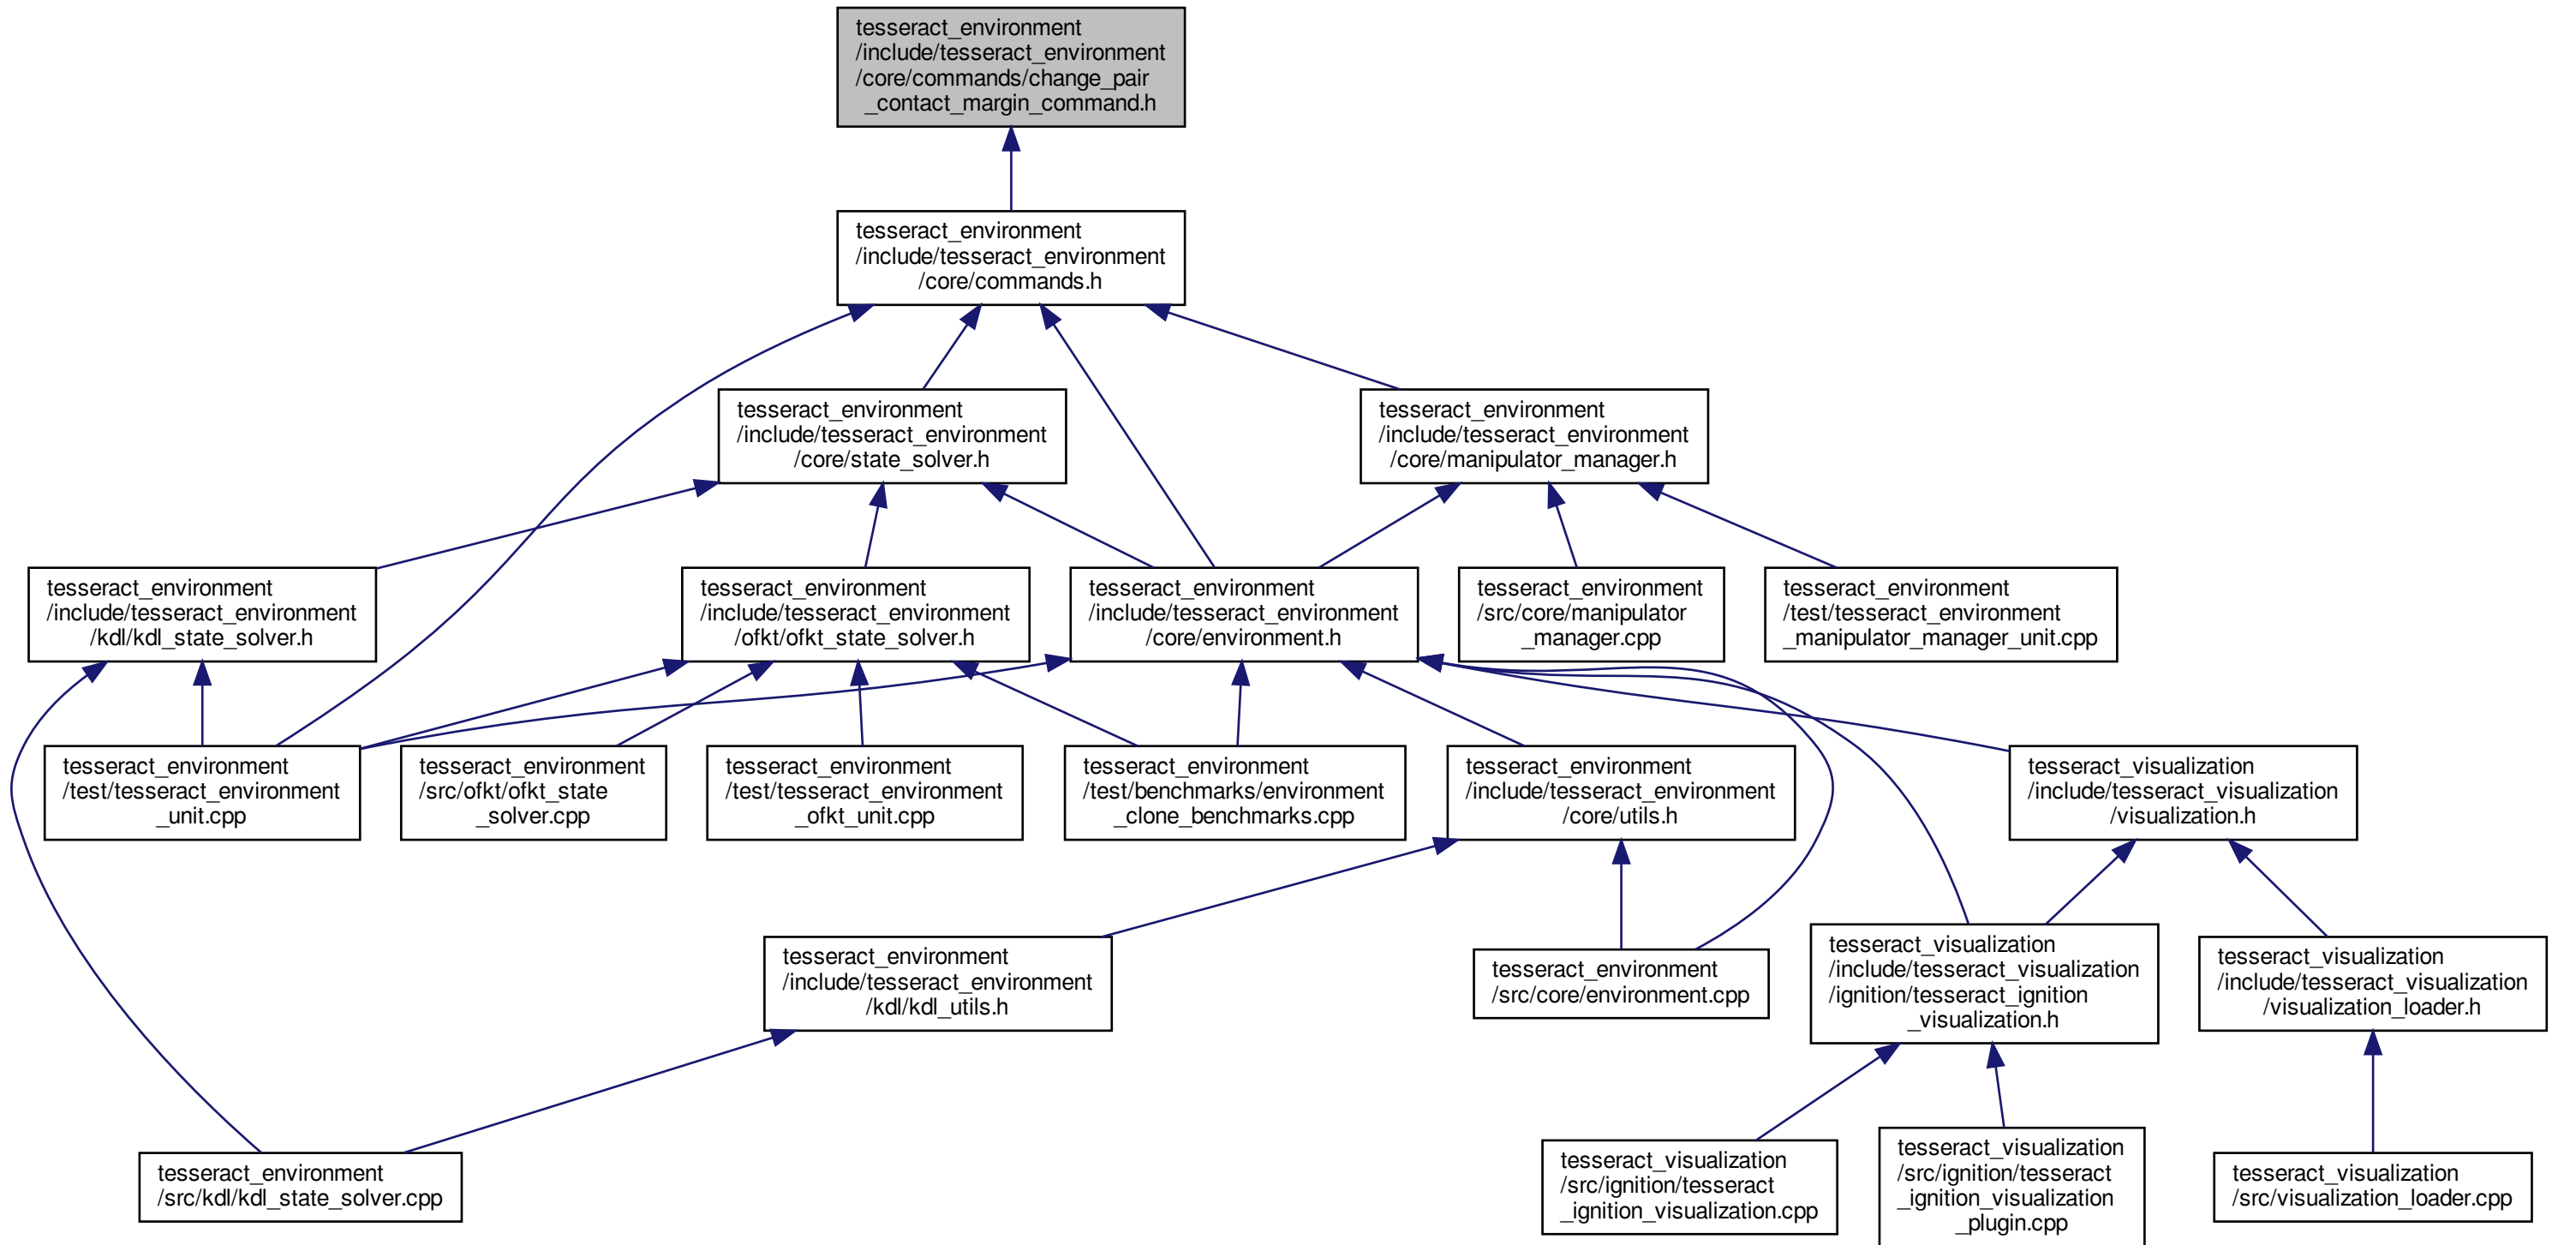 tesseract_environment
/include/tesseract_environment
/core/commands/change_pair
_contact_margin_command.h
tesseract_environment
/include/tesseract_environment
/core/commands.h
tesseract_environment
/include/tesseract_environment
/core/state_solver.h
tesseract_environment
/include/tesseract_environment
/core/manipulator_manager.h
tesseract_environment
/include/tesseract_environment
/kdl/kdl_state_solver.h
tesseract_environment
/include/tesseract_environment
/ofkt/ofkt_state_solver.h
tesseract_environment
/include/tesseract_environment
/core/environment.h
tesseract_environment
/src/core/manipulator
_manager.cpp
tesseract_environment
/test/tesseract_environment
_manipulator_manager_unit.cpp
tesseract_environment
/test/tesseract_environment
_unit.cpp
tesseract_environment
/src/ofkt/ofkt_state
_solver.cpp
tesseract_environment
/test/tesseract_environment
_ofkt_unit.cpp
tesseract_environment
/test/benchmarks/environment
_clone_benchmarks.cpp
tesseract_environment
/include/tesseract_environment
/core/utils.h
tesseract_visualization
/include/tesseract_visualization
/visualization.h
tesseract_environment
/include/tesseract_environment
/kdl/kdl_utils.h
tesseract_environment
/src/core/environment.cpp
tesseract_visualization
/include/tesseract_visualization
/ignition/tesseract_ignition
_visualization.h
tesseract_visualization
/include/tesseract_visualization
/visualization_loader.h
tesseract_environment
/src/kdl/kdl_state_solver.cpp
tesseract_visualization
/src/ignition/tesseract
_ignition_visualization.cpp
tesseract_visualization
/src/ignition/tesseract
_ignition_visualization
_plugin.cpp
tesseract_visualization
/src/visualization_loader.cpp